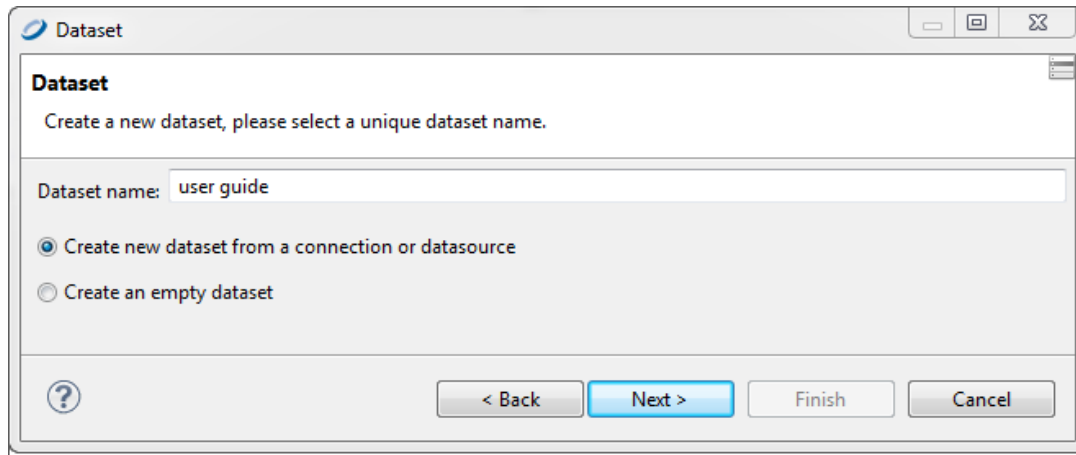 Dataset
Dataset
Create a new dataset, please select a unique dataset name.
Dataset name: user guide
Create new dataset from a connection or datasource
Create an empty dataset
?
< Back Next > Finish Cancel